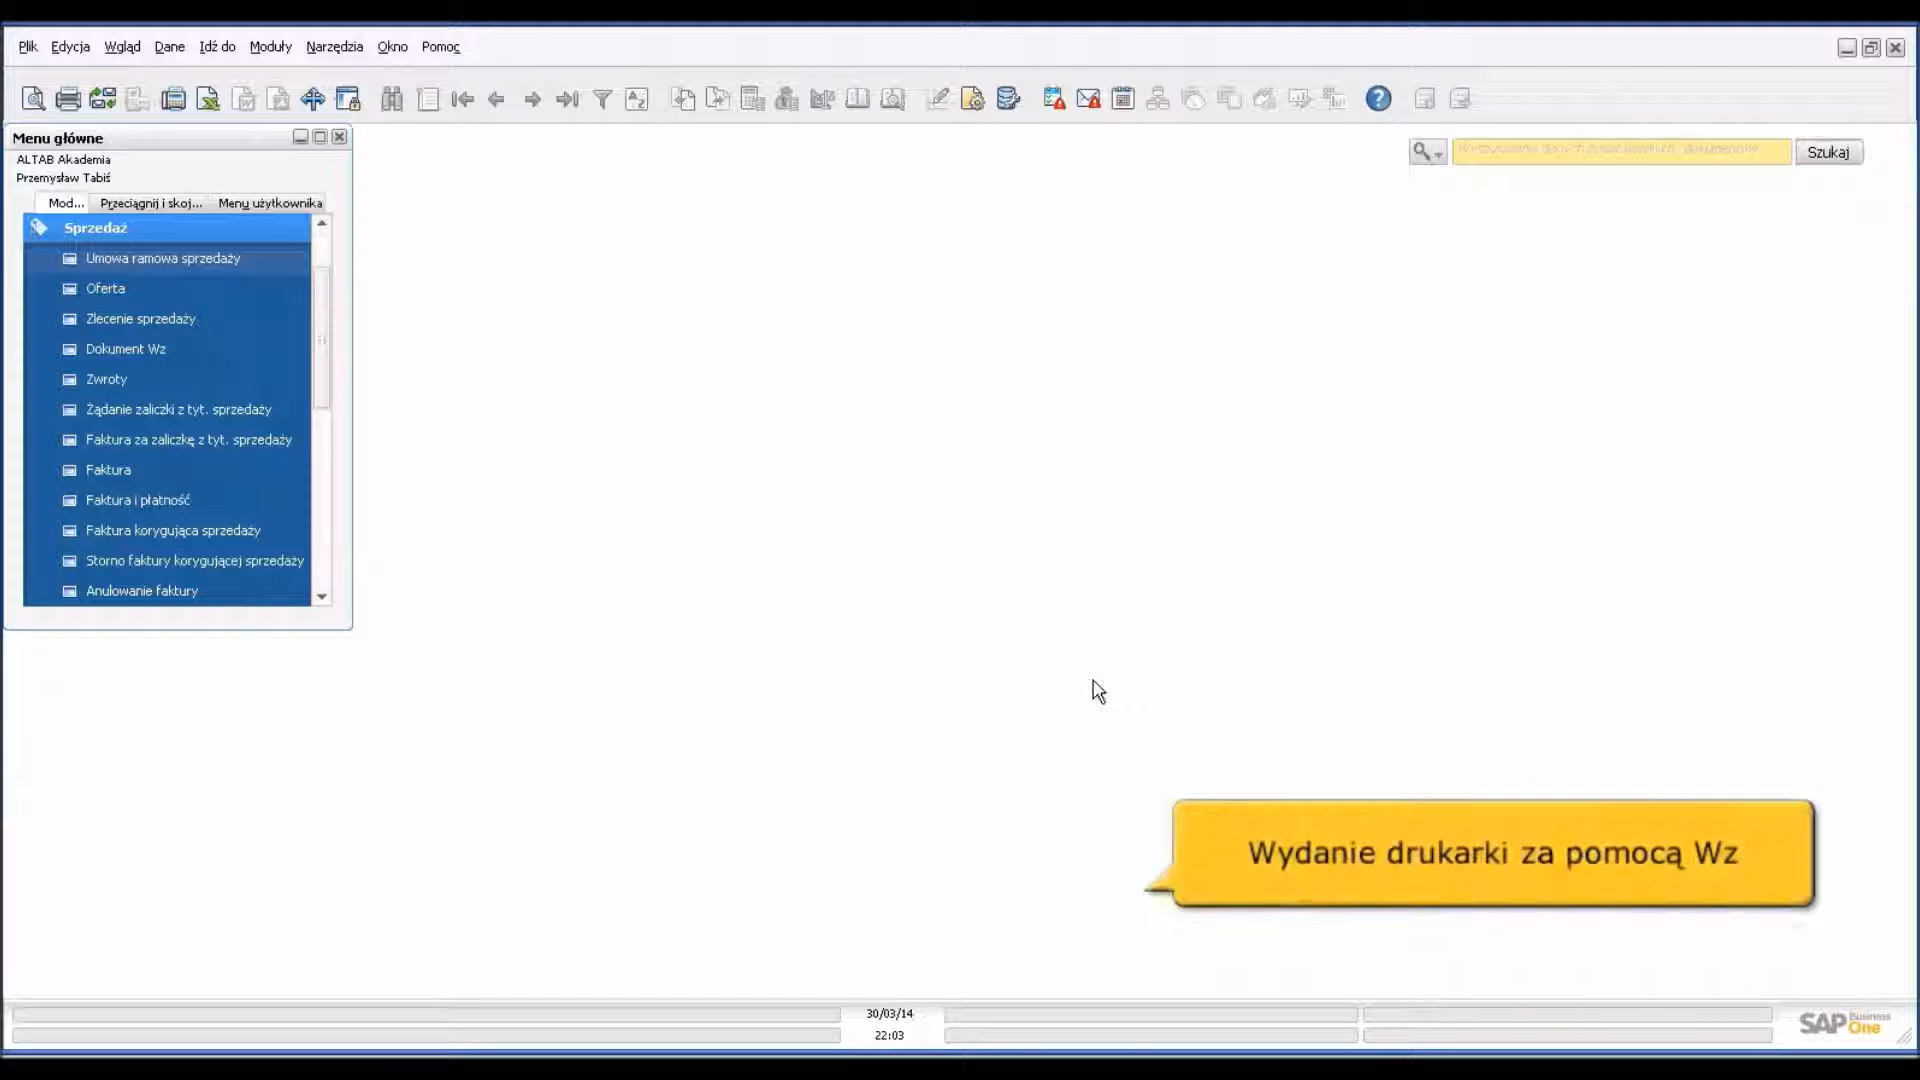 Plik Edycja Wgląd Dane Idź do Moduły Narzędzia Okno Pomoc
Menu główne
ALTAB Akademia
Przemysław Tabiś
Mod... Przeciągnij i skoj... Menu użytkownika
Szukaj
Sprzedaż
Umowa ramowa sprzedaży
Oferta
Zlecenie sprzedaży
Dokument Wz
Zwroty
Żądanie zaliczki z tyt. sprzedaży
Faktura za zaliczkę z tyt. sprzedaży
Faktura
Faktura i płatność
Faktura korygująca sprzedaży
Storno faktury korygującej sprzedaży
Anulowanie faktury
Wydanie drukarki za pomocą Wz
30/03/14
22:03
SAP Business One